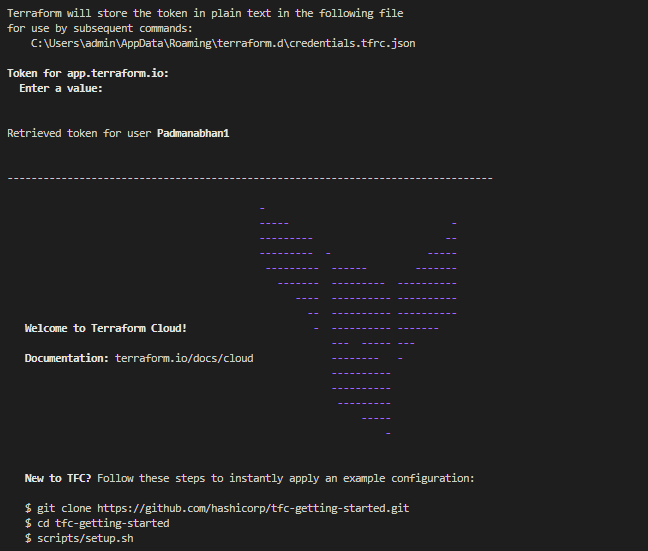 Terraform will store the token in plain text in the following file
for use by subsequent commands:
C:\Users\admin\AppData\Roaming\terraform.d\credentials.tfrc.json
Token for app.terraform.io:
Enter a value:
Retrieved token for user Padmanabhan1
---------------------------------------------------------------------------------
-
----- -
--------- --
--------- - -----
--------- ------ -------
------- --------- ----------
---- ---------- ----------
-- ---------- ----------
Welcome to Terraform Cloud! - ---------- -------
--- ----- ---
Documentation: terraform.io/docs/cloud -------- -
----------
----------
---------
-----
-
New to TFC? Follow these steps to instantly apply an example configuration:
$ git clone https://github.com/hashicorp/tfc-getting-started.git
$ cd tfc-getting-started
$ scripts/setup.sh